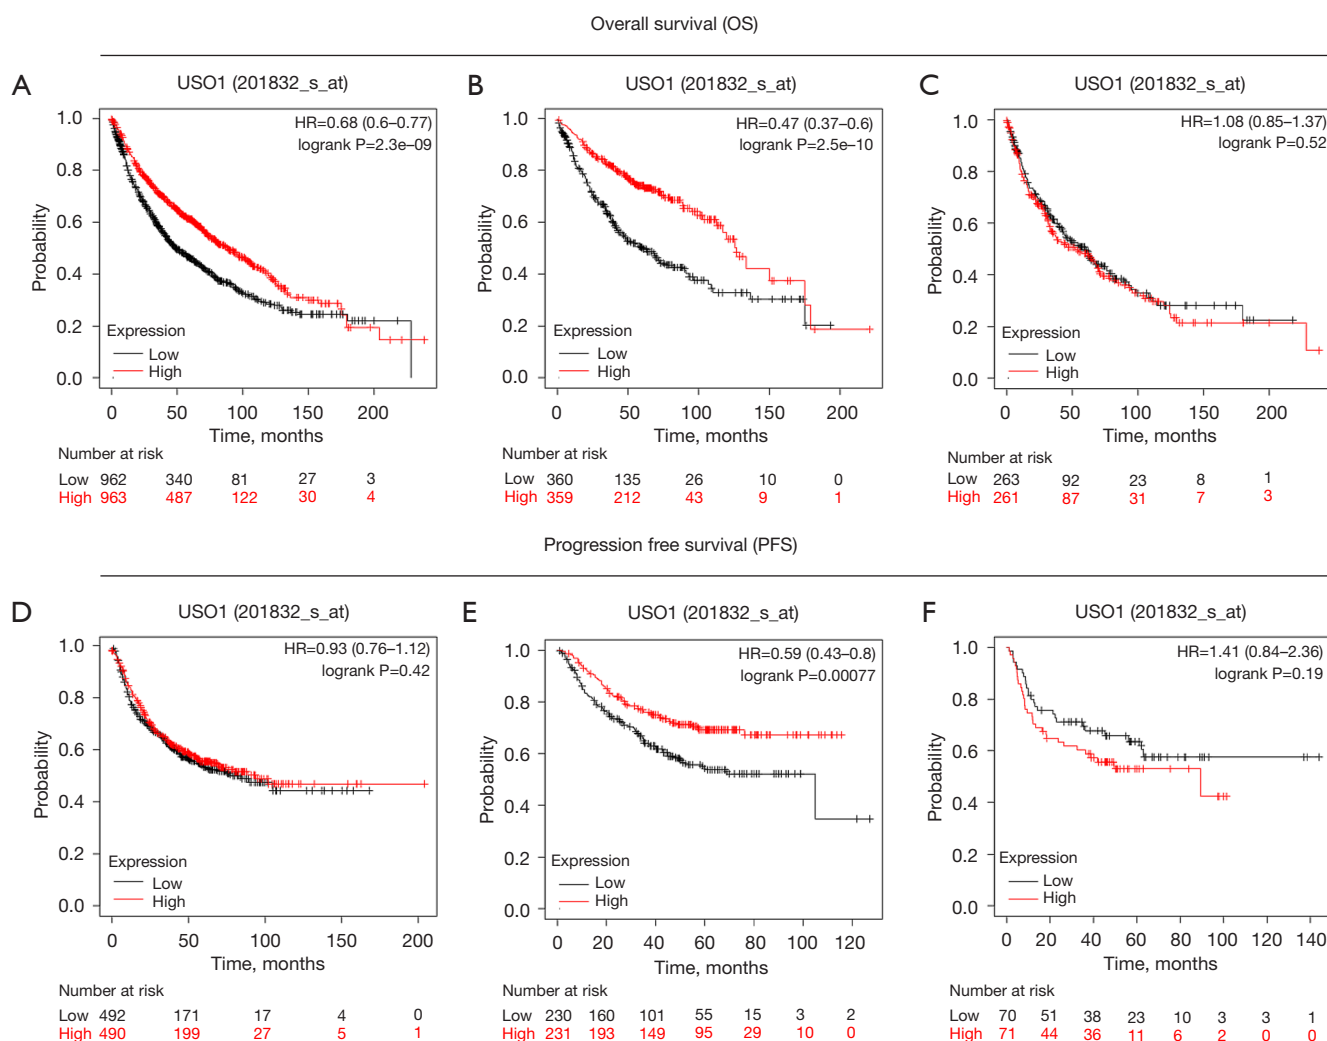 Overall survival (OS)
A
USO1 (201832_s_at)
HR=0.68 (0.6–0.77)
logrank P=2.3e–09
Probability
1.0
0.8
0.6
0.4
0.2
0.0
Expression
Low
High
0 50 100 150 200
Time, months
Number at risk
Low 962 340 81 27 3
High 963 487 122 30 4
B
USO1 (201832_s_at)
HR=0.47 (0.37–0.6)
logrank P=2.5e–10
Probability
1.0
0.8
0.6
0.4
0.2
0.0
Expression
Low
High
0 50 100 150 200
Time, months
Number at risk
Low 360 135 26 10 0
High 359 212 43 9 1
C
USO1 (201832_s_at)
HR=1.08 (0.85–1.37)
logrank P=0.52
Probability
1.0
0.8
0.6
0.4
0.2
0.0
Expression
Low
High
0 50 100 150 200
Time, months
Number at risk
Low 263 92 23 8 1
High 261 87 31 7 3
Progression free survival (PFS)
D
USO1 (201832_s_at)
HR=0.93 (0.76–1.12)
logrank P=0.42
Probability
1.0
0.8
0.6
0.4
0.2
0.0
Expression
Low
High
0 50 100 150 200
Time, months
Number at risk
Low 492 171 17 4 0
High 490 199 27 5 1
E
USO1 (201832_s_at)
HR=0.59 (0.43–0.8)
logrank P=0.00077
Probability
1.0
0.8
0.6
0.4
0.2
0.0
Expression
Low
High
0 20 40 60 80 100 120
Time, months
Number at risk
Low 230 160 101 55 15 3 2
High 231 193 149 95 29 10 0
F
USO1 (201832_s_at)
HR=1.41 (0.84–2.36)
logrank P=0.19
Probability
1.0
0.8
0.6
0.4
0.2
0.0
Expression
Low
High
0 20 40 60 80 100 120 140
Time, months
Number at risk
Low 70 51 38 23 10 3 3 1
High 71 44 36 11 6 2 0 0